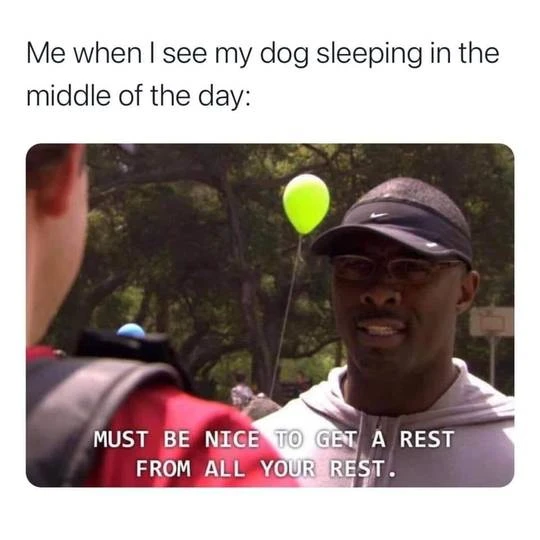 Me when I see my dog sleeping in the
middle of the day:
MUST BE NICE TO GET A REST
FROM ALL YOUR REST.